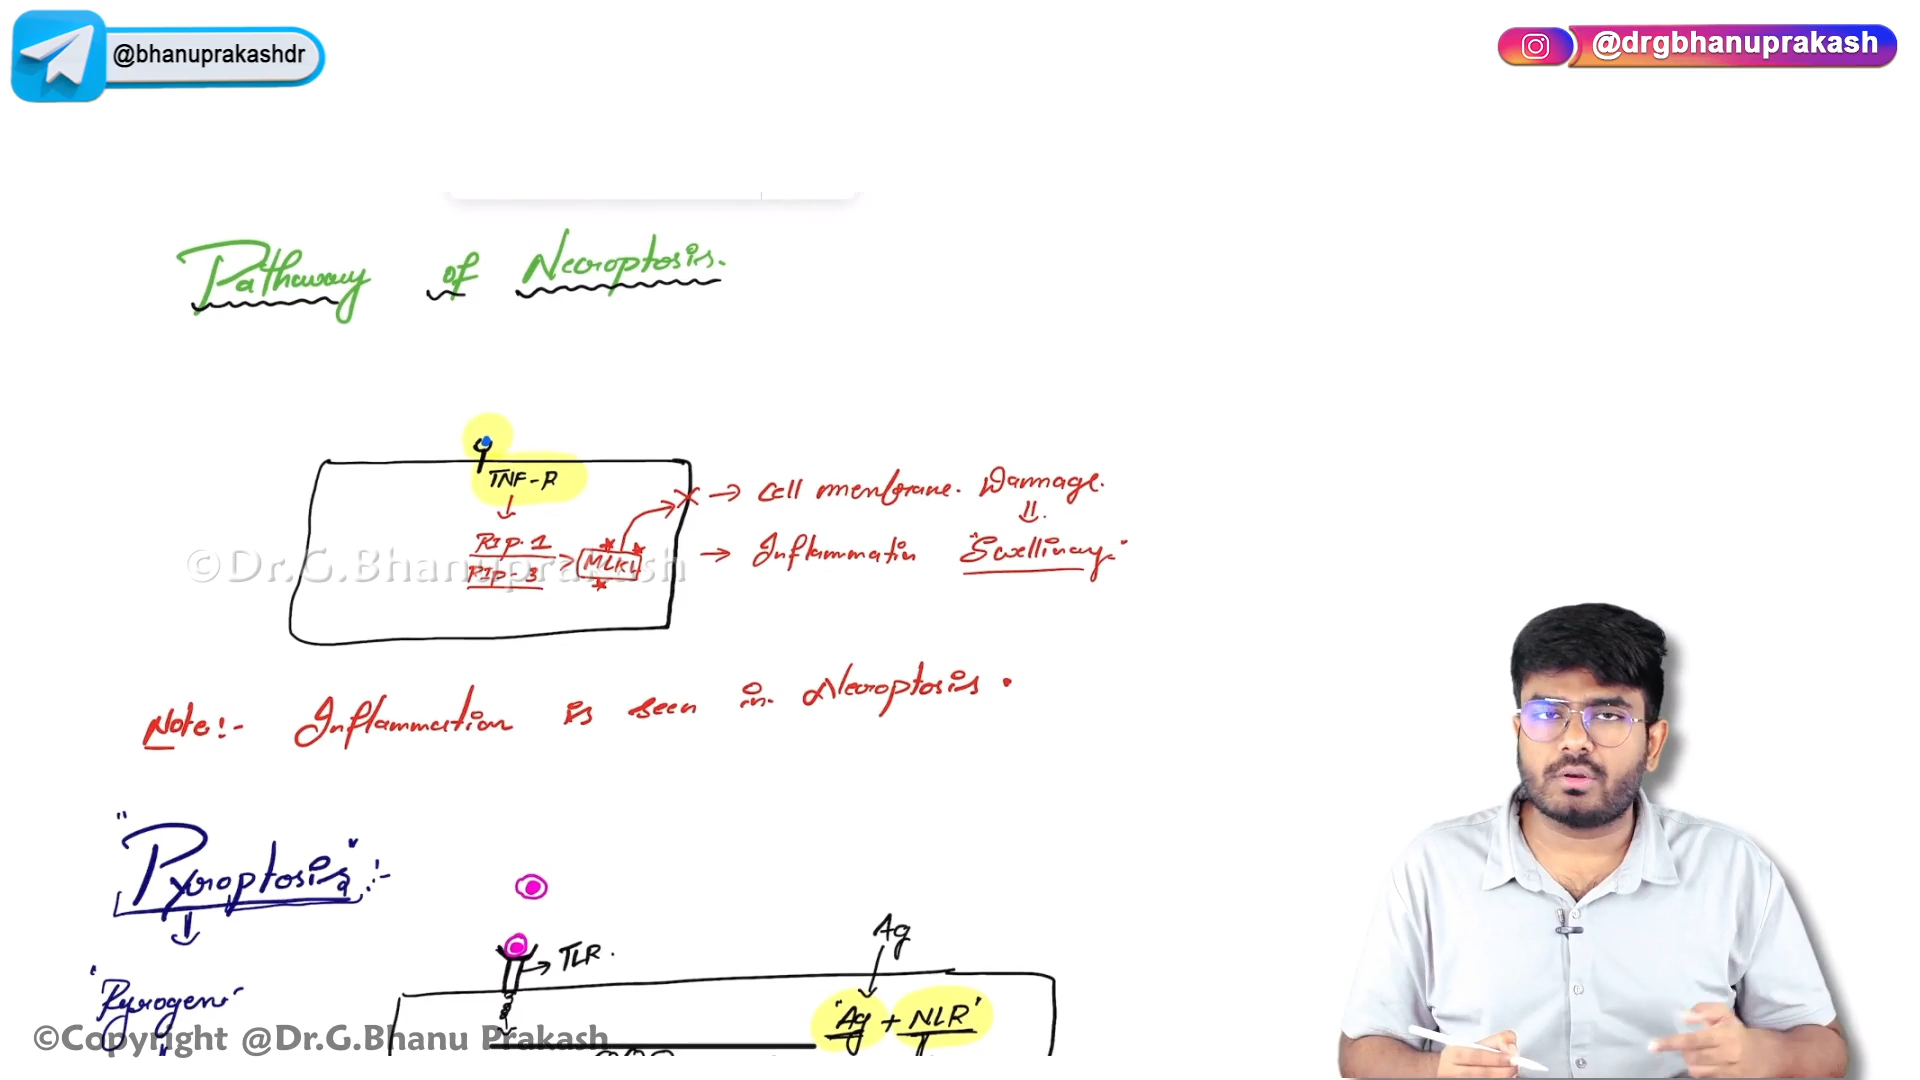 @bhanuprakashdr
@drgbhanuprakash
Pathway of Necroptosis.
TNF-R
→ Cell membrane. Dammage.
RIP-1
RIP-3 > MLKL
→ Inflammation "Swelling"
©Dr.G.Bhanuprakash
Note:- Inflammation is seen in Necroptosis.
"Pyroptosis":-
TLR.
Ag
"Pyrogen"
"Ag + NLR"
©Copyright @Dr.G.Bhanu Prakash